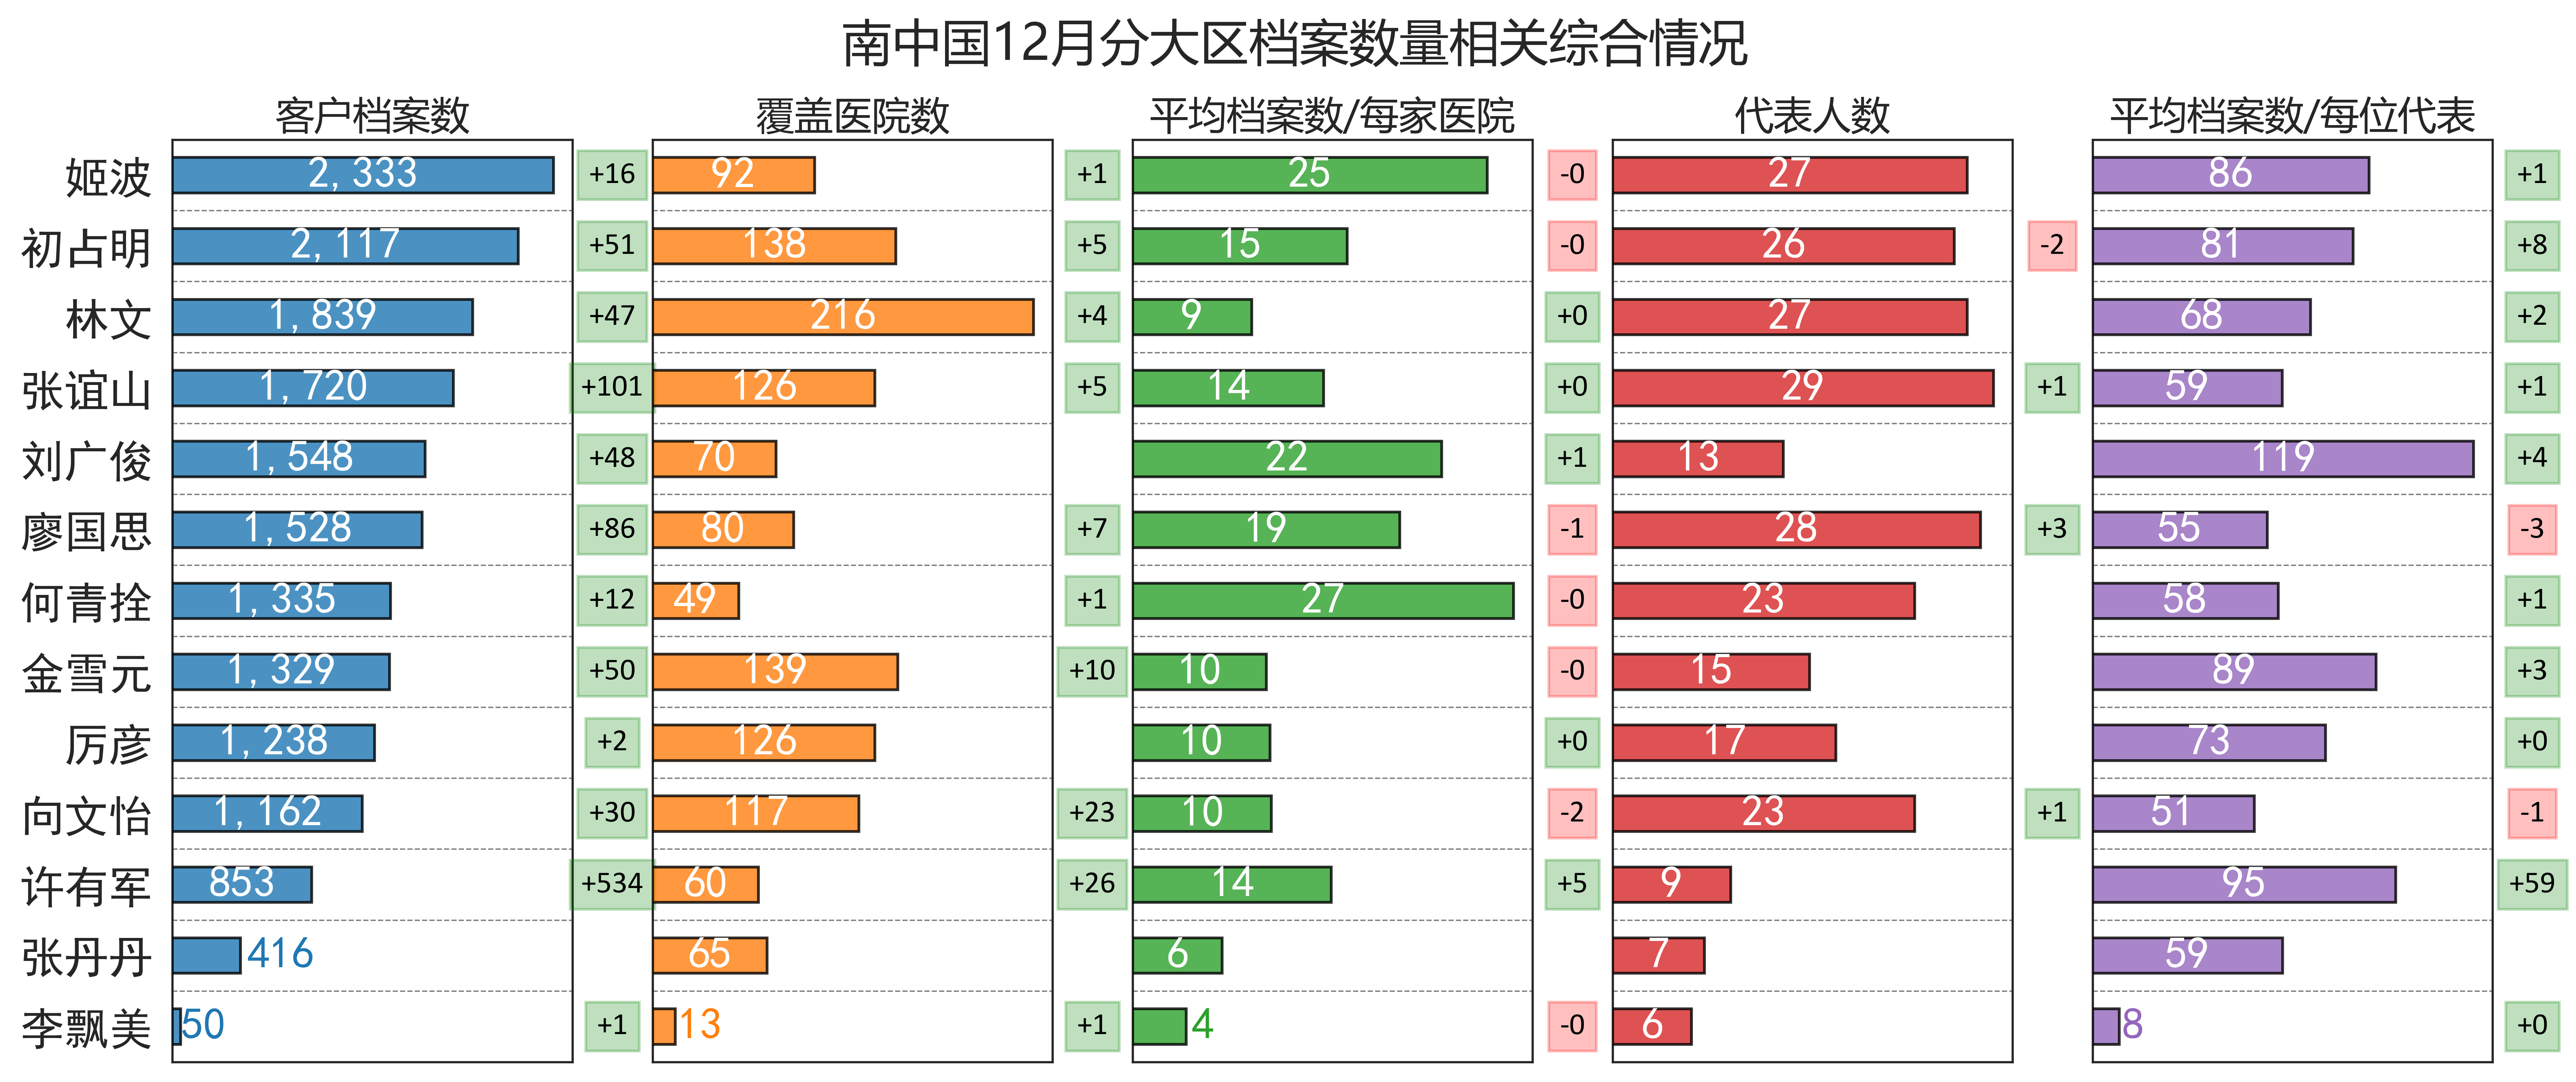 南中国12月分大区档案数量相关综合情况
客户档案数 覆盖医院数 平均档案数/每家医院 代表人数 平均档案数/每位代表
姬波 2,333 +16 92 +1 25 -0 27 86 +1
初占明 2,117 +51 138 +5 15 -0 26 -2 81 +8
林文 1,839 +47 216 +4 9 +0 27 68 +2
张谊山 1,720 +101 126 +5 14 +0 29 +1 59 +1
刘广俊 1,548 +48 70 22 +1 13 119 +4
廖国思 1,528 +86 80 +7 19 -1 28 +3 55 -3
何青拴 1,335 +12 49 +1 27 -0 23 58 +1
金雪元 1,329 +50 139 +10 10 -0 15 89 +3
厉彦 1,238 +2 126 10 +0 17 73 +0
向文怡 1,162 +30 117 +23 10 -2 23 +1 51 -1
许有军 853 +534 60 +26 14 +5 9 95 +59
张丹丹 416 65 6 7 59
李飘美 50 +1 13 +1 4 -0 6 8 +0